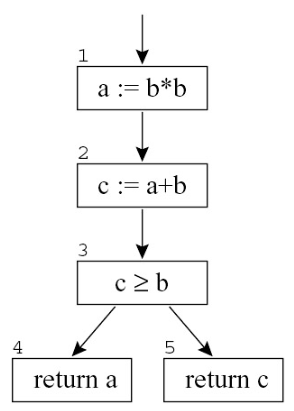 1
a := b*b
2
c := a+b
3
c ≥ b
4
return a
5
return c